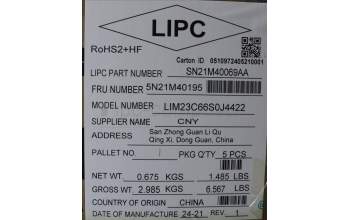 LIPC
RoHS2+HF
Carton ID 0510972405210001
LIPC PART NUMBER SN21M40069AA
FRU NUMBER 5N21M40195
MODEL NUMBER LIM23C66S0J4422
SUPPLIER NAME CNY
ADDRESS San Zhong Guan Li Qu
Qing Xi, Dong Guan, China
PALLET 1 PKG Q'TY 5 PCS
NET WT. 0.675 KGS 1.485 LBS
GROSS WT. 2.985 KGS 6.567 LBS
COUNTRY OF ORIGIN CHINA
DATE OF MANUFACTURE 24-21 REV. 1